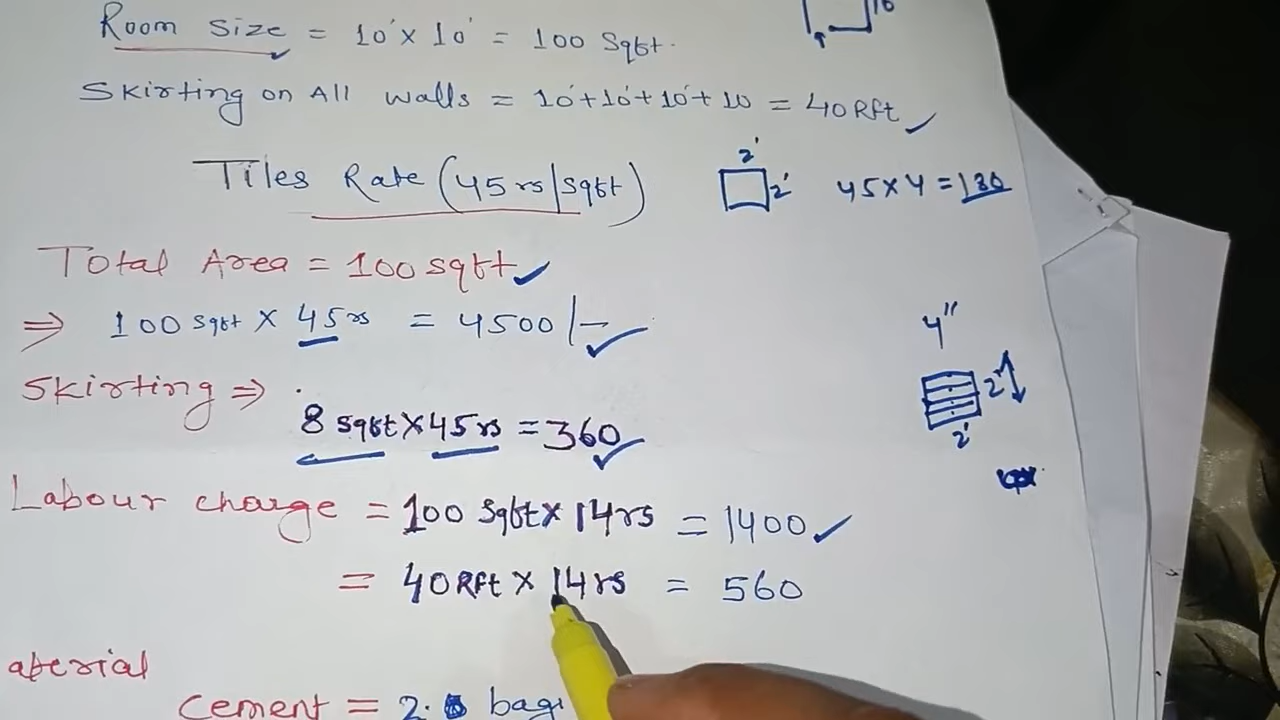 Room Size = 10' x 10' = 100 Sqft.
10
Skirting on All walls = 10'+10'+10'+10 = 40 Rft
Tiles Rate (45 rs/sqft)
2'
2'
45 x 4 = 180
Total Area = 100 sqft
⇒ 100 sqft x 45 rs = 4500/-
4"
2'
2'
Skirting ⇒
8 sqft x 45 rs = 360
Labour charge = 100 Sqft x 14 rs = 1400
= 40 Rft x 14 rs = 560
aterial
Cement = 2. bags